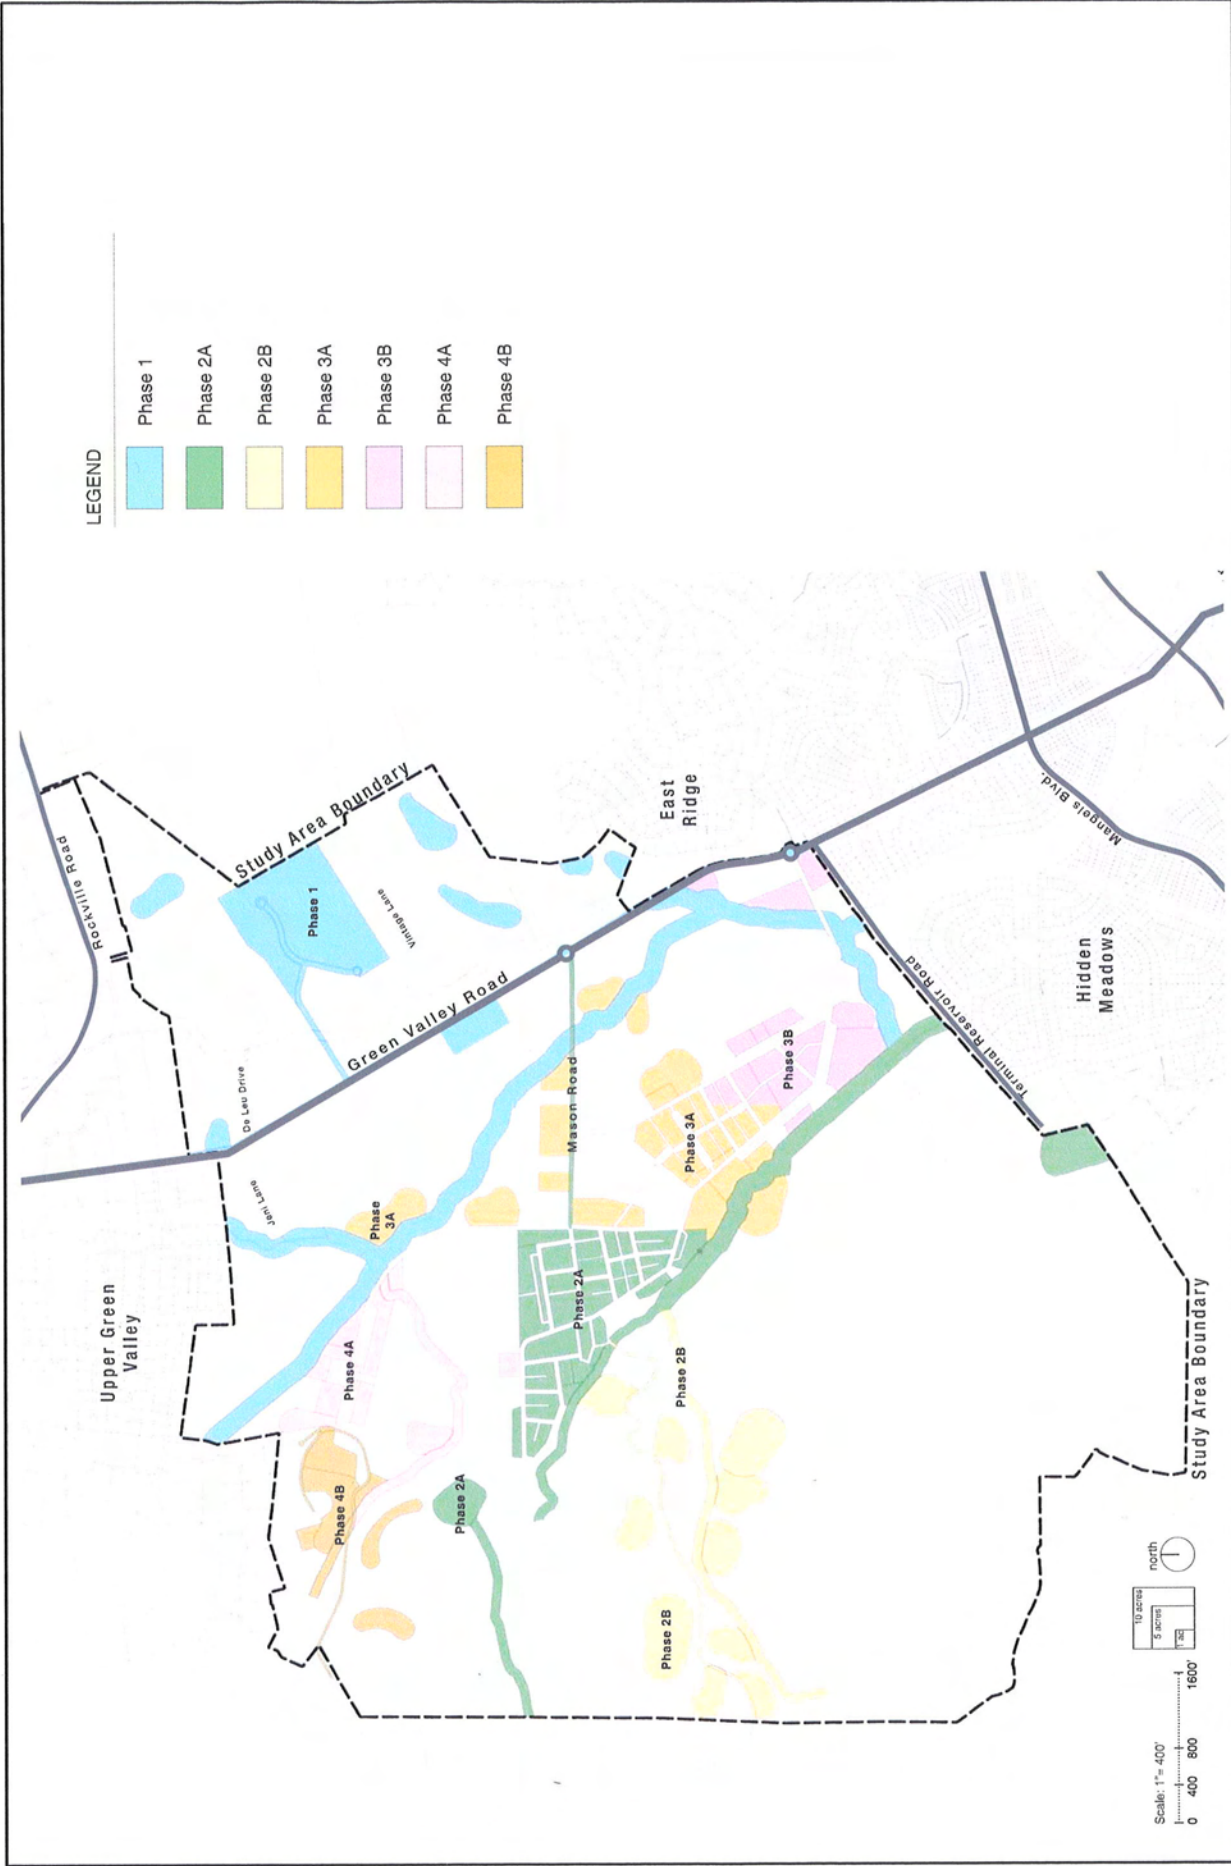 LEGEND
Phase 1
Phase 2A
Phase 2B
Phase 3A
Phase 3B
Phase 4A
Phase 4B
Rockville Road
Study Area Boundary
Upper Green
Valley
De Leu Drive
Jeni Lane
Phase 1
Vintage Lane
Green Valley Road
East
Ridge
Phase
3A
Phase 4A
Phase 4B
Phase 2A
Mason Road
Phase 2A
Phase 3A
Phase 3B
Phase 2B
Phase 2B
Terminal Reservoir Road
Hidden
Meadows
Mangels Blvd.
Study Area Boundary
Scale: 1"= 400'
0 400 800 1600'
10 acres
5 acres
1 ac
north